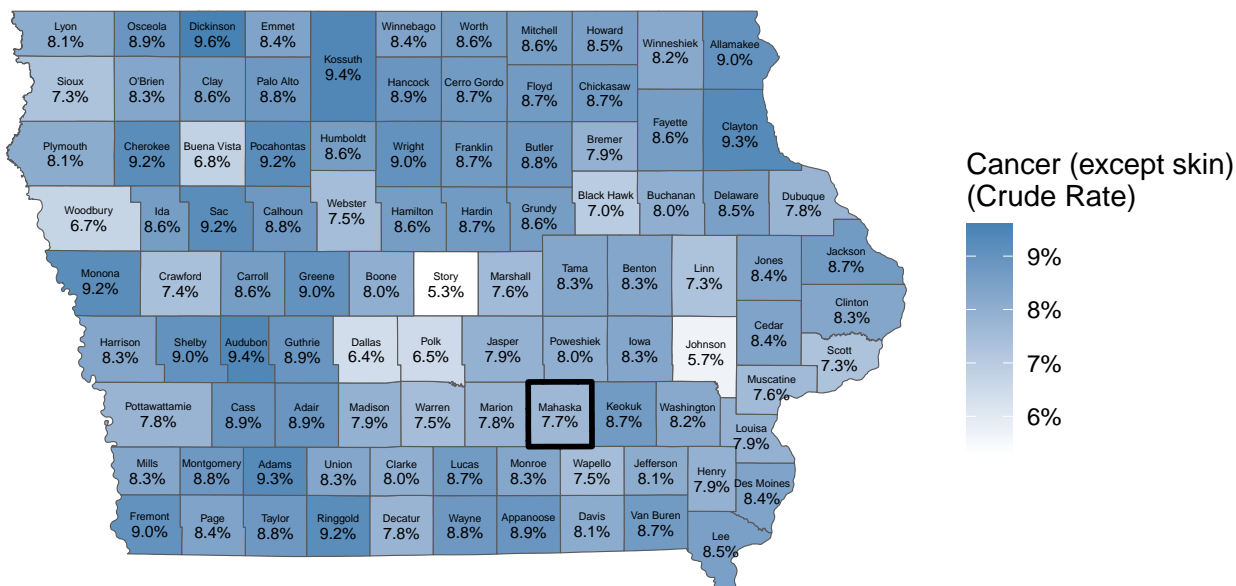 Lyon
8.1%
Osceola
8.9%
Dickinson
9.6%
Emmet
8.4%
Kossuth
9.4%
Winnebago
8.4%
Worth
8.6%
Mitchell
8.6%
Howard
8.5%
Winneshiek
8.2%
Allamakee
9.0%
Sioux
7.3%
O'Brien
8.3%
Clay
8.6%
Palo Alto
8.8%
Hancock
8.9%
Cerro Gordo
8.7%
Floyd
8.7%
Chickasaw
8.7%
Fayette
8.6%
Clayton
9.3%
Plymouth
8.1%
Cherokee
9.2%
Buena Vista
6.8%
Pocahontas
9.2%
Humboldt
8.6%
Wright
9.0%
Franklin
8.7%
Butler
8.8%
Bremer
7.9%
Woodbury
6.7%
Ida
8.6%
Sac
9.2%
Calhoun
8.8%
Webster
7.5%
Hamilton
8.6%
Hardin
8.7%
Grundy
8.6%
Black Hawk
7.0%
Buchanan
8.0%
Delaware
8.5%
Dubuque
7.8%
Monona
9.2%
Crawford
7.4%
Carroll
8.6%
Greene
9.0%
Boone
8.0%
Story
5.3%
Marshall
7.6%
Tama
8.3%
Benton
8.3%
Linn
7.3%
Jones
8.4%
Jackson
8.7%
Clinton
8.3%
Harrison
8.3%
Shelby
9.0%
Audubon
9.4%
Guthrie
8.9%
Dallas
6.4%
Polk
6.5%
Jasper
7.9%
Poweshiek
8.0%
Iowa
8.3%
Johnson
5.7%
Cedar
8.4%
Scott
7.3%
Muscatine
7.6%
Pottawattamie
7.8%
Cass
8.9%
Adair
8.9%
Madison
7.9%
Warren
7.5%
Marion
7.8%
Mahaska
7.7%
Keokuk
8.7%
Washington
8.2%
Louisa
7.9%
Mills
8.3%
Montgomery
8.8%
Adams
9.3%
Union
8.3%
Clarke
8.0%
Lucas
8.7%
Monroe
8.3%
Wapello
7.5%
Jefferson
8.1%
Henry
7.9%
Des Moines
8.4%
Fremont
9.0%
Page
8.4%
Taylor
8.8%
Ringgold
9.2%
Decatur
7.8%
Wayne
8.8%
Appanoose
8.9%
Davis
8.1%
Van Buren
8.7%
Lee
8.5%
Cancer (except skin)
(Crude Rate)
9%
8%
7%
6%